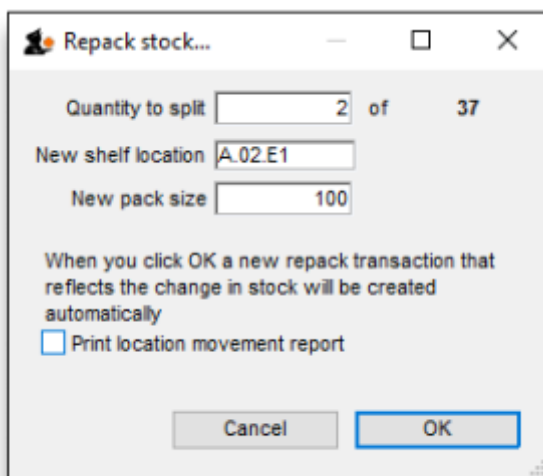 Repack stock...
Quantity to split 2 of 37
New shelf location A.02.E1
New pack size 100
When you click OK a new repack transaction that
reflects the change in stock will be created
automatically
Print location movement report
Cancel OK